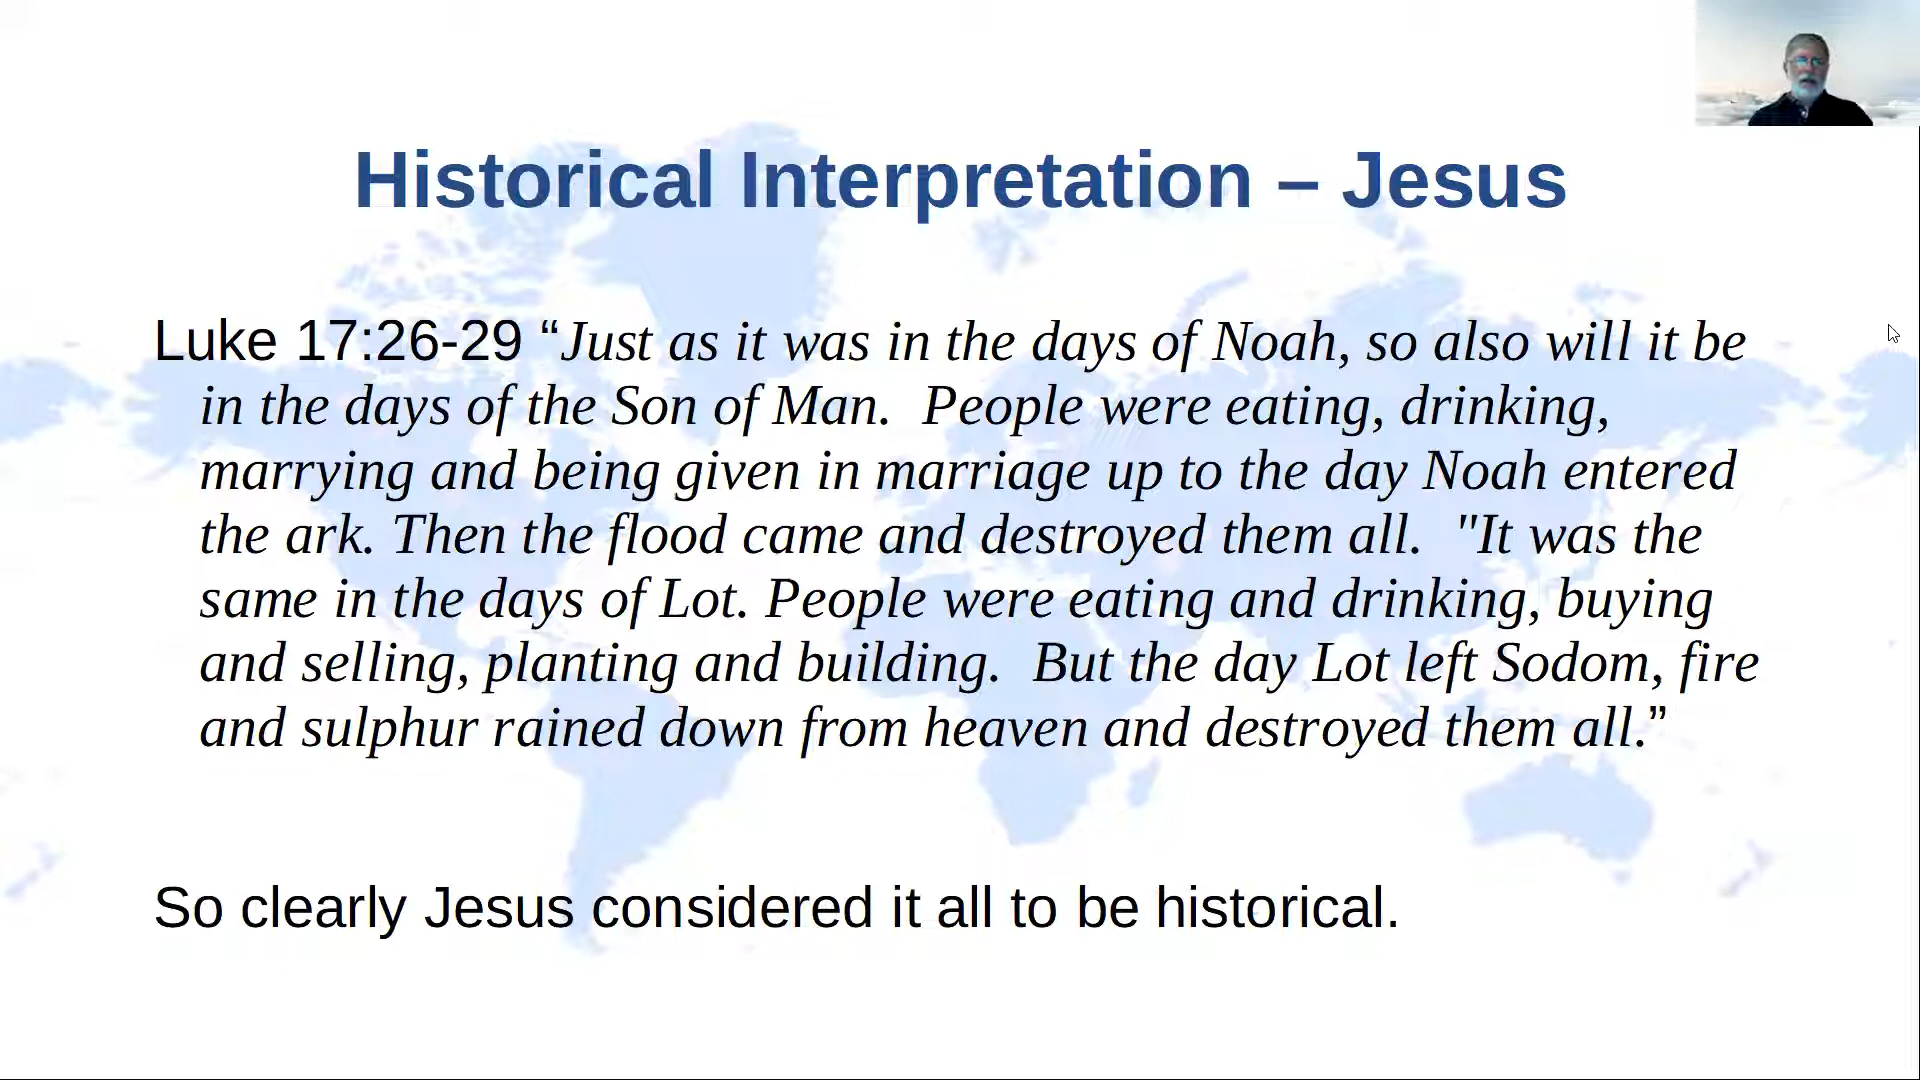 Historical Interpretation – Jesus
Luke 17:26-29 “Just as it was in the days of Noah, so also will it be
in the days of the Son of Man.  People were eating, drinking,
marrying and being given in marriage up to the day Noah entered
the ark. Then the flood came and destroyed them all.  "It was the
same in the days of Lot. People were eating and drinking, buying
and selling, planting and building.  But the day Lot left Sodom, fire
and sulphur rained down from heaven and destroyed them all.”
So clearly Jesus considered it all to be historical.